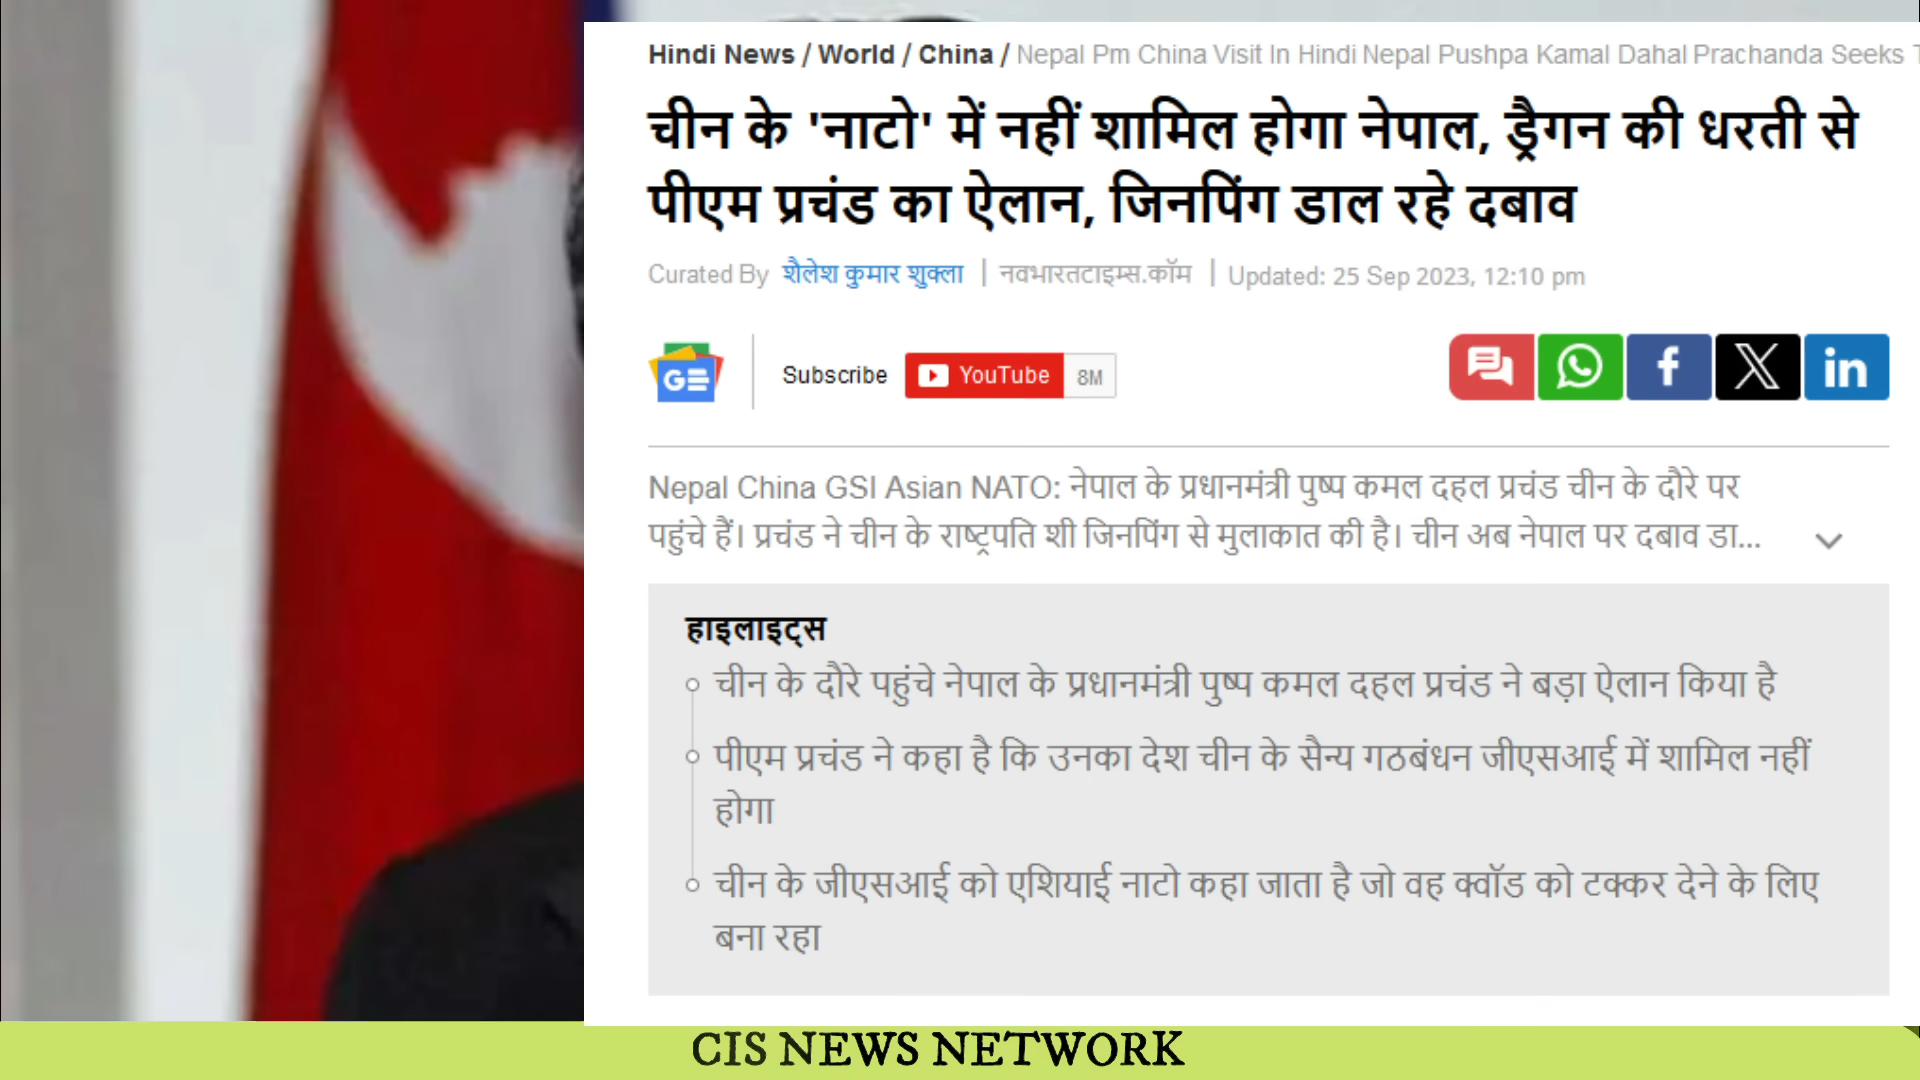 Hindi News / World / China / Nepal Pm China Visit In Hindi Nepal Pushpa Kamal Dahal Prachanda Seeks
चीन के 'नाटो' में नहीं शामिल होगा नेपाल, ड्रैगन की धरती से
पीएम प्रचंड का ऐलान, जिनपिंग डाल रहे दबाव
Curated By शैलेश कुमार शुक्ला | नवभारतटाइम्स.कॉम | Updated: 25 Sep 2023, 12:10 pm
GE Subscribe YouTube 8M f X in
Nepal China GSI Asian NATO: नेपाल के प्रधानमंत्री पुष्प कमल दहल प्रचंड चीन के दौरे पर
पहुंचे हैं। प्रचंड ने चीन के राष्ट्रपति शी जिनपिंग से मुलाकात की है। चीन अब नेपाल पर दबाव डा...
हाइलाइट्स
चीन के दौरे पहुंचे नेपाल के प्रधानमंत्री पुष्प कमल दहल प्रचंड ने बड़ा ऐलान किया है
पीएम प्रचंड ने कहा है कि उनका देश चीन के सैन्य गठबंधन जीएसआई में शामिल नहीं
होगा
चीन के जीएसआई को एशियाई नाटो कहा जाता है जो वह क्वॉड को टक्कर देने के लिए
बना रहा
CIS NEWS NETWORK